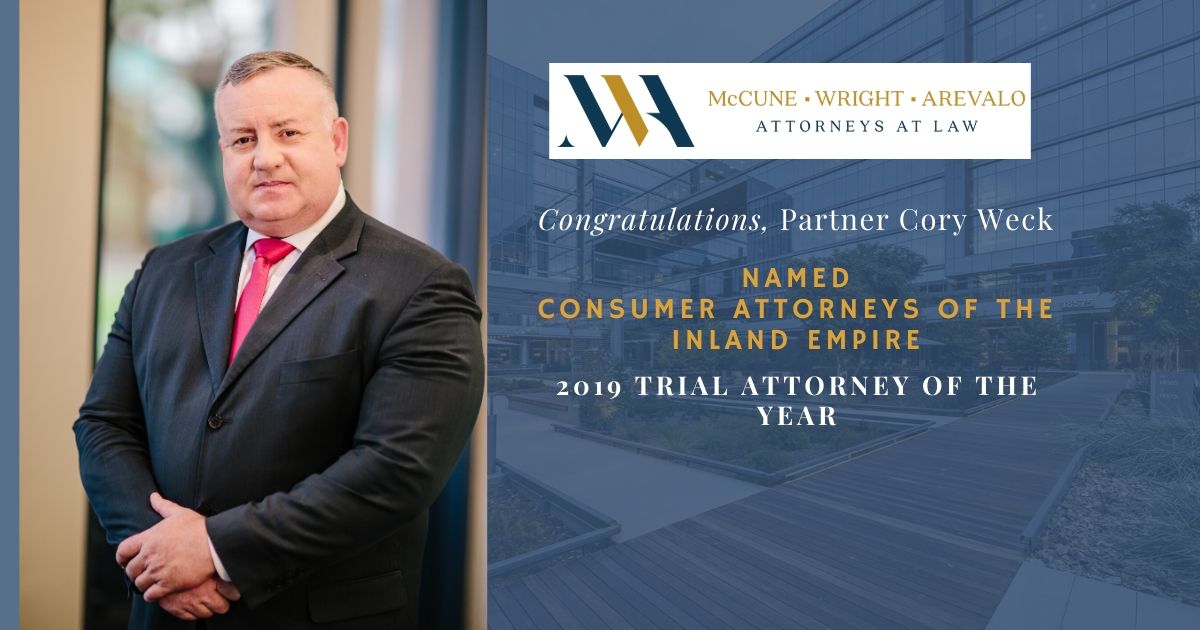 McCUNE ▪ WRIGHT ▪ AREVALO
ATTORNEYS AT LAW
Congratulations, Partner Cory Weck
NAMED
CONSUMER ATTORNEYS OF THE
INLAND EMPIRE
2019 TRIAL ATTORNEY OF THE
YEAR